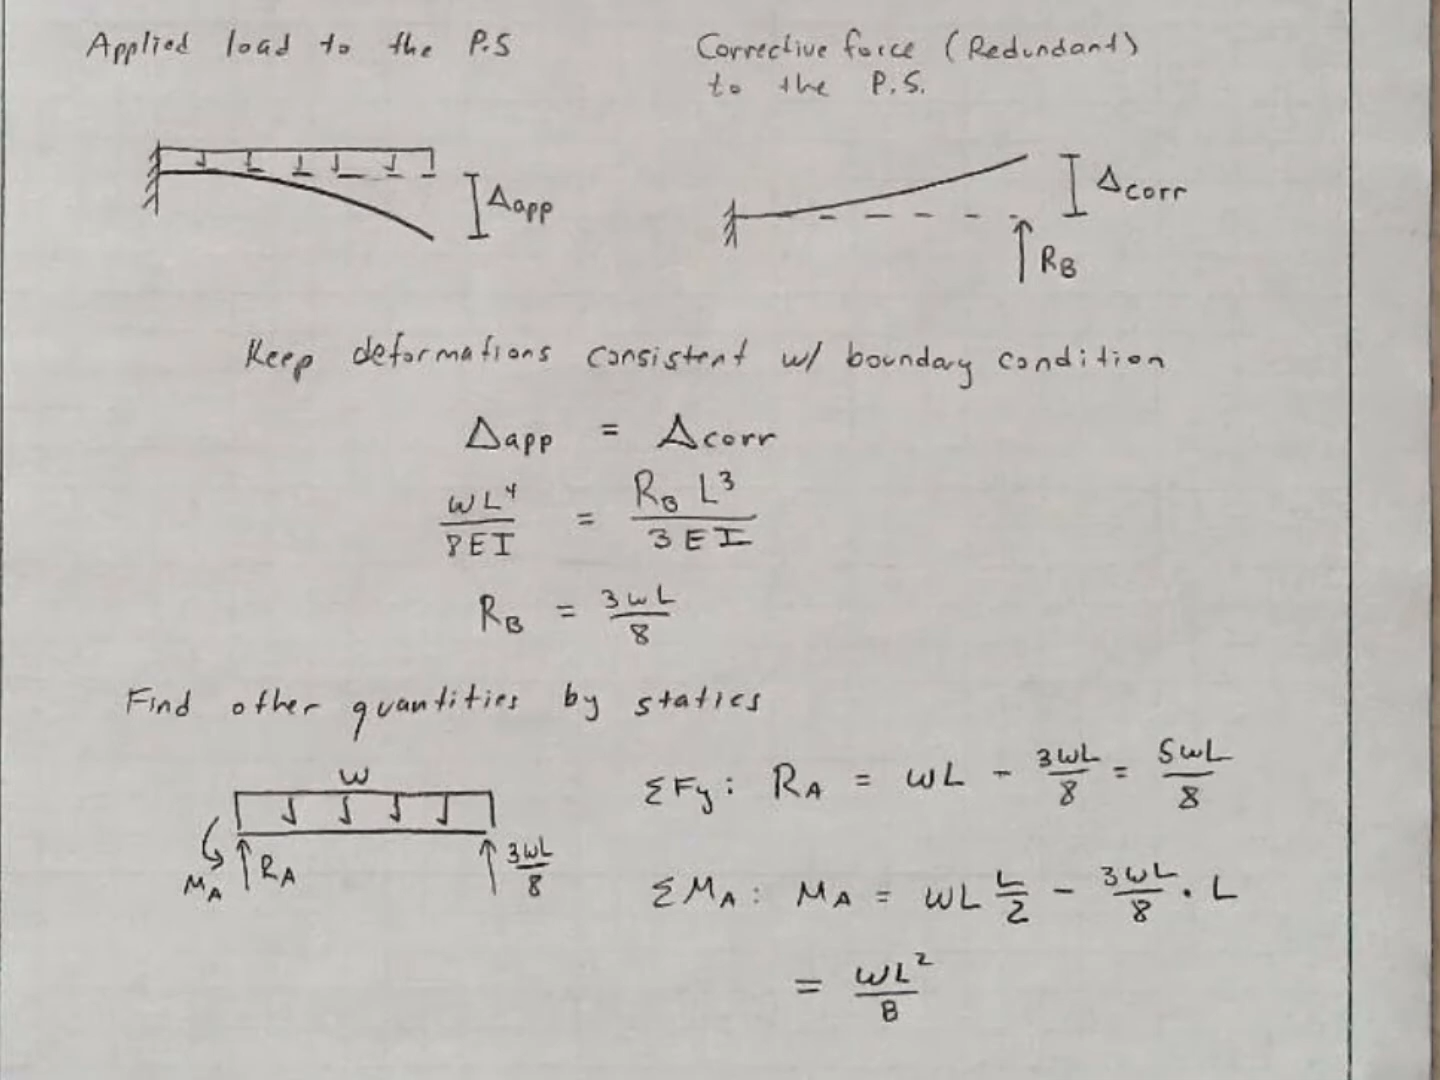 Applied load to the P.S
Corrective force (Redundant)
to the P.S.
Δapp
Δcorr
RB
Keep deformations consistent w/ boundary condition
Δapp = Δcorr
wL⁴/8EI = RB L³/3EI
RB = 3wL/8
Find other quantities by statics
w
MA RA 3wL/8
ΣFy: RA = wL - 3wL/8 = 5wL/8
ΣMA: MA = wL L/2 - 3wL/8 · L
= wL²/8